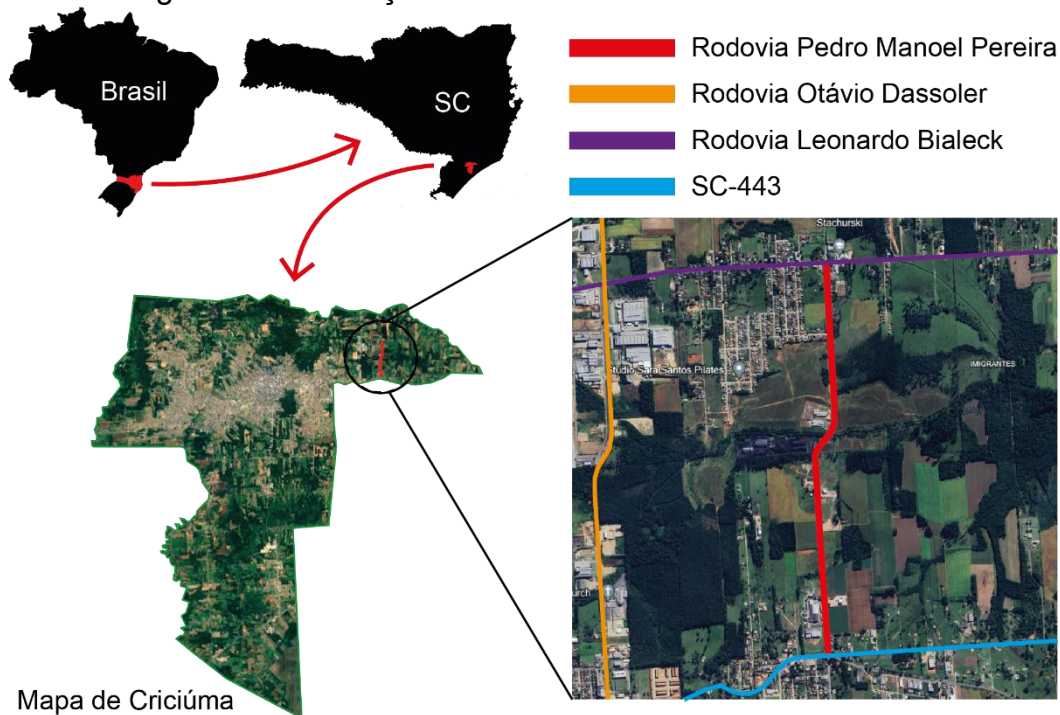 Brasil
SC
Rodovia Pedro Manoel Pereira
Rodovia Otávio Dassoler
Rodovia Leonardo Bialeck
SC-443
Stachurski
Studio Sara Santos Pilates
IMIGRANTES
urch
Mapa de Criciúma